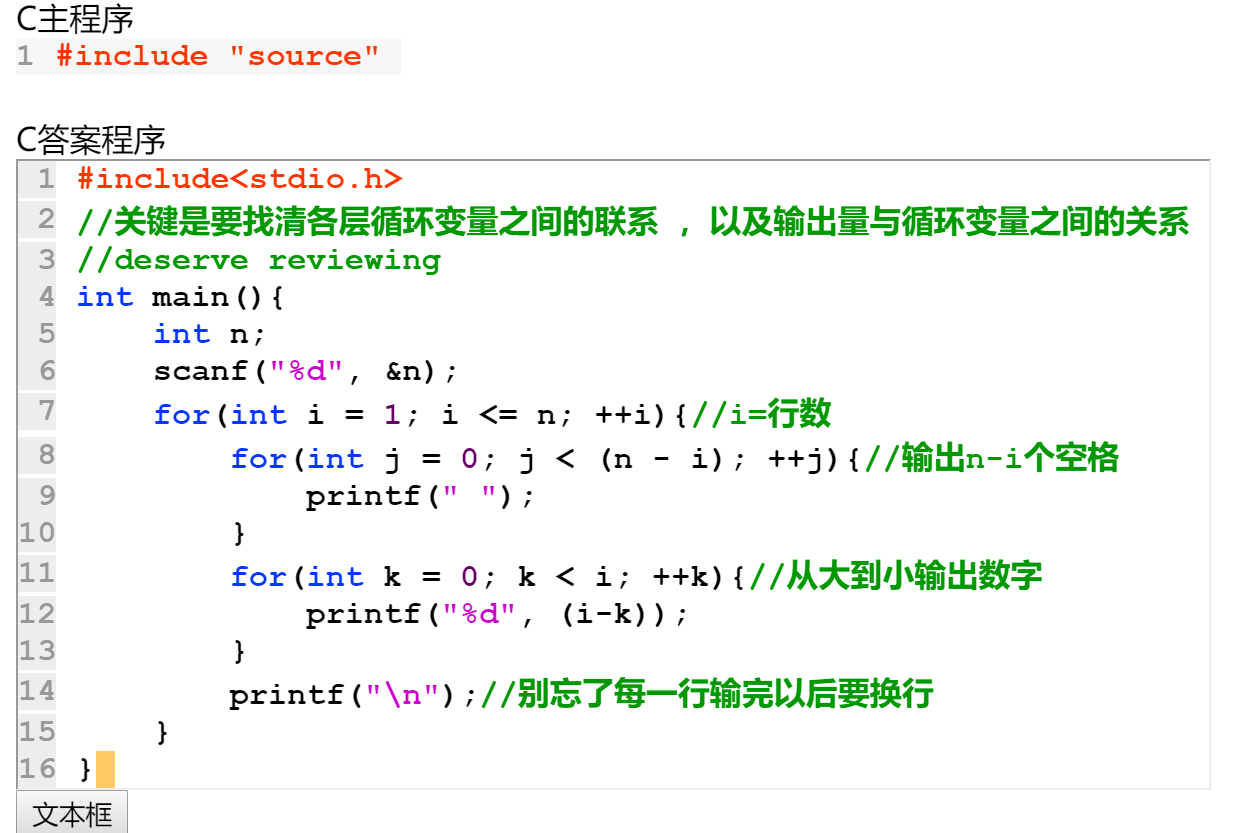 C主程序
1 #include "source"
C答案程序
1 #include<stdio.h>
2 //关键是要找清各层循环变量之间的联系 ，以及输出量与循环变量之间的关系
3 //deserve reviewing
4 int main(){
5     int n;
6     scanf("%d", &n);
7     for(int i = 1; i <= n; ++i){//i=行数
8         for(int j = 0; j < (n - i); ++j){//输出n-i个空格
9             printf(" ");
10         }
11         for(int k = 0; k < i; ++k){//从大到小输出数字
12             printf("%d", (i-k));
13         }
14         printf("\n");//别忘了每一行输完以后要换行
15     }
16 }
文本框